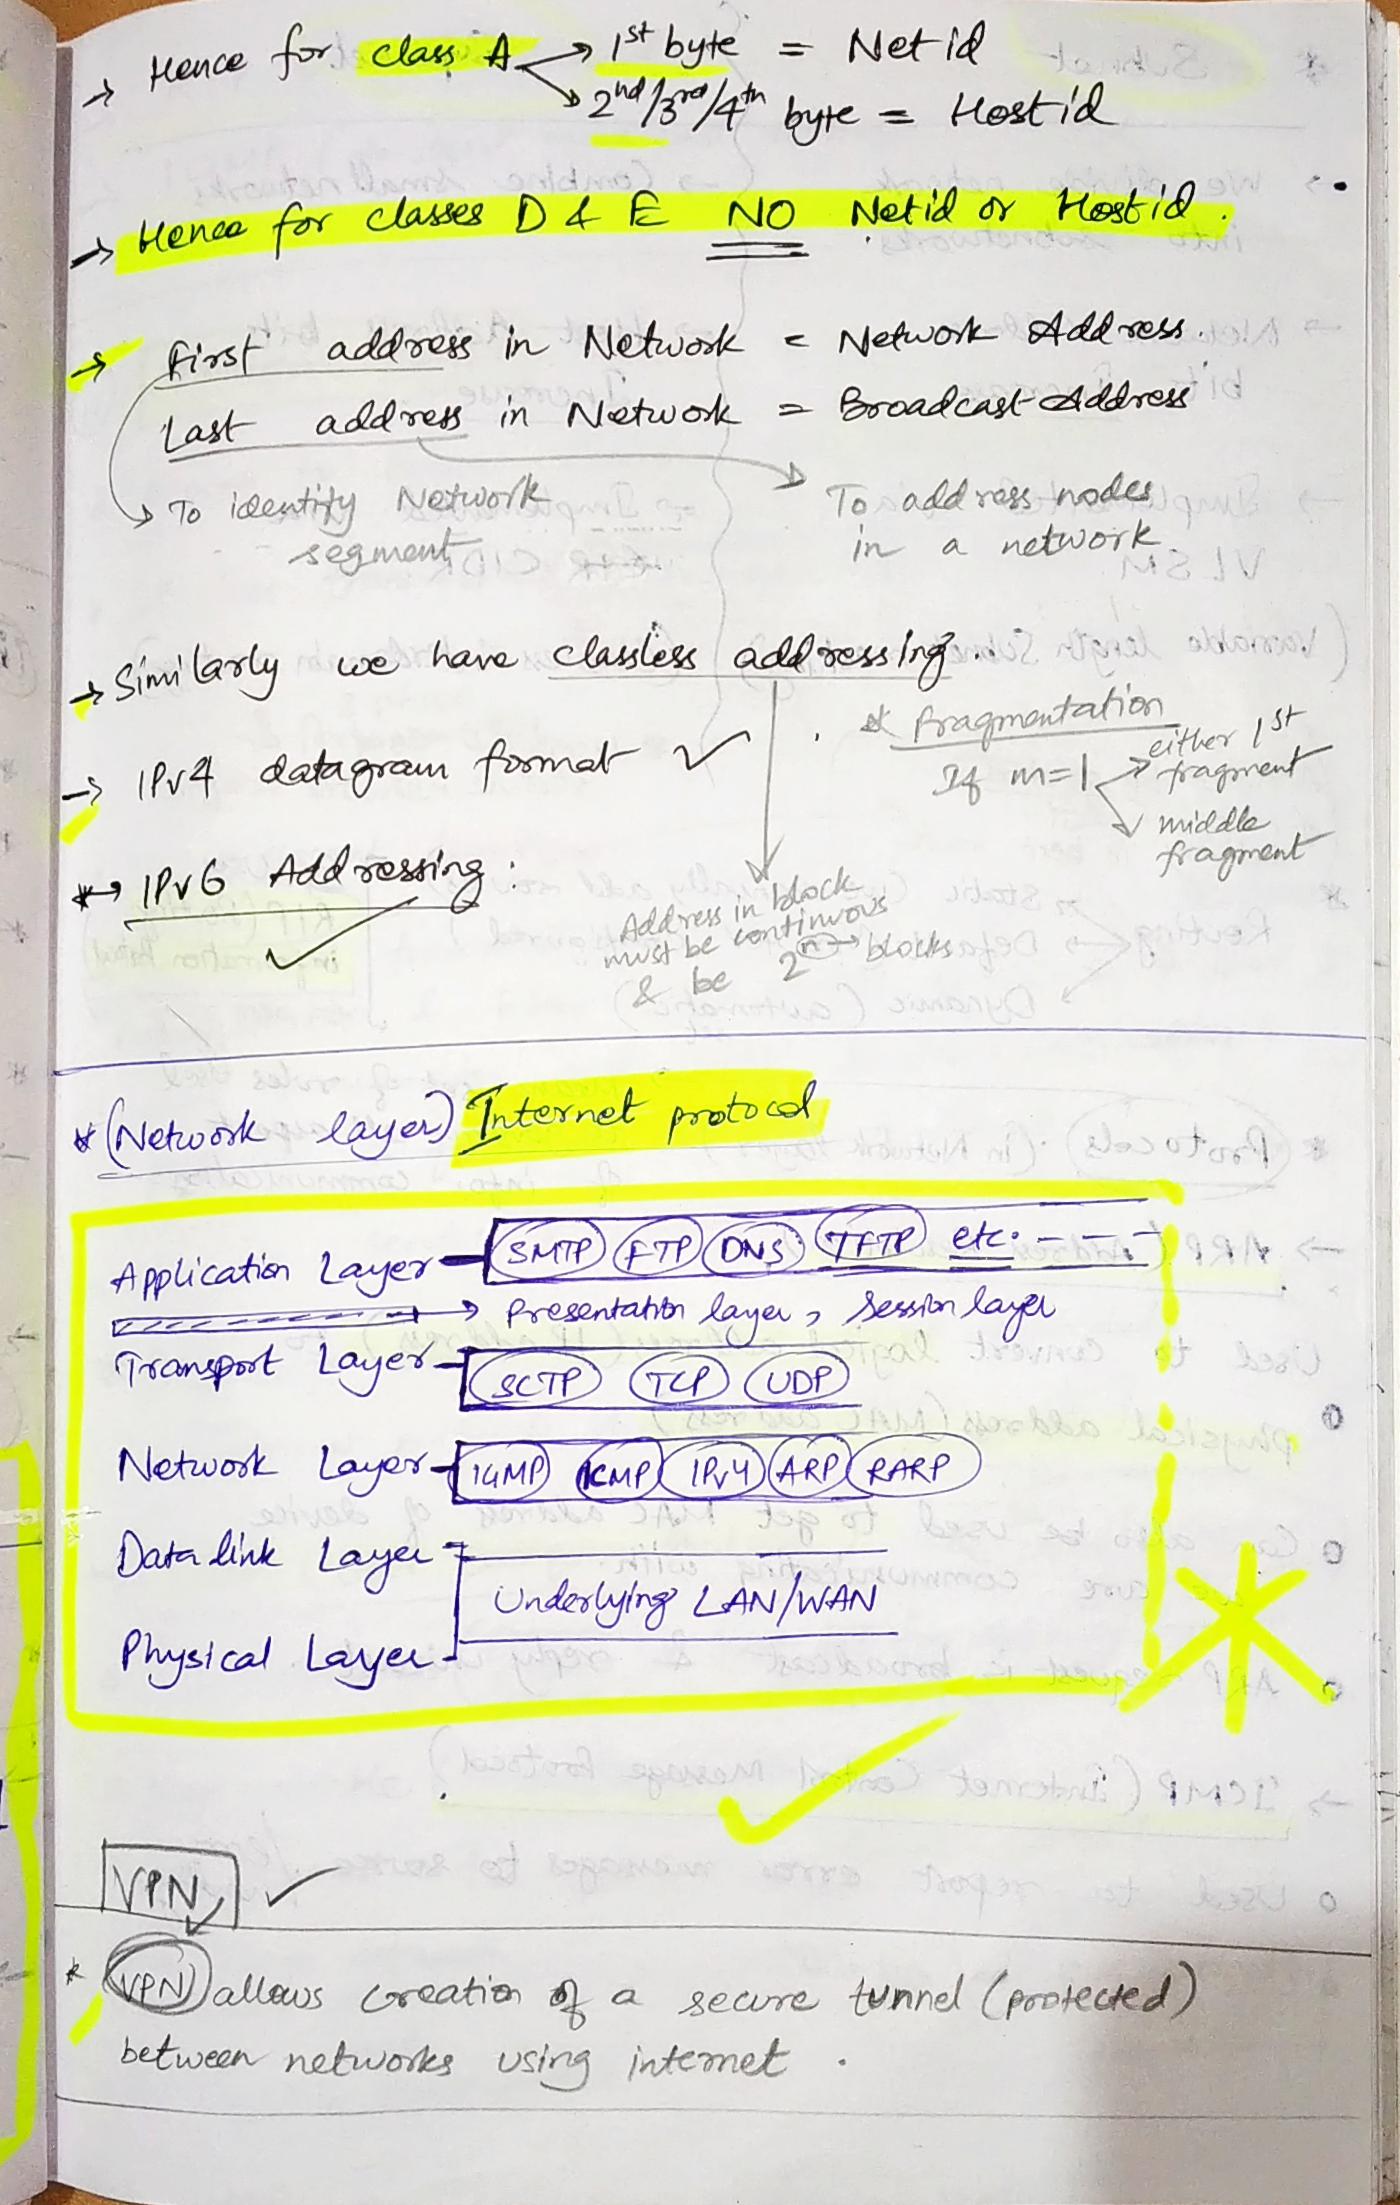 → Hence for class A → 1st byte = Net id
→ 2nd/3rd/4th byte = Host id
→ Hence for classes D & E NO Netid or Hostid.
→ First address in Network = Network Address.
Last address in Network = Broadcast Address
→ To identify Network segment
→ To address nodes in a network
→ Similarly we have classless addressing.
→ IPv4 datagram format ✓
* Fragmentation
If m=1 → either 1st fragment
→ middle fragment
*→ IPv6 Addressing :
Address in block
must be continuous
& be 2^n → blocks
* (Network layer) Internet protocol
Application Layer SMTP FTP DNS TFTP etc. - - -
→ Presentation layer, Session layer
Transport Layer SCTP TCP UDP
Network Layer IGMP ICMP IPv4 ARP RARP
Data link Layer
Underlying LAN/WAN
Physical Layer
VPN ✓
* VPN allows creation of a secure tunnel (protected)
between networks using internet.